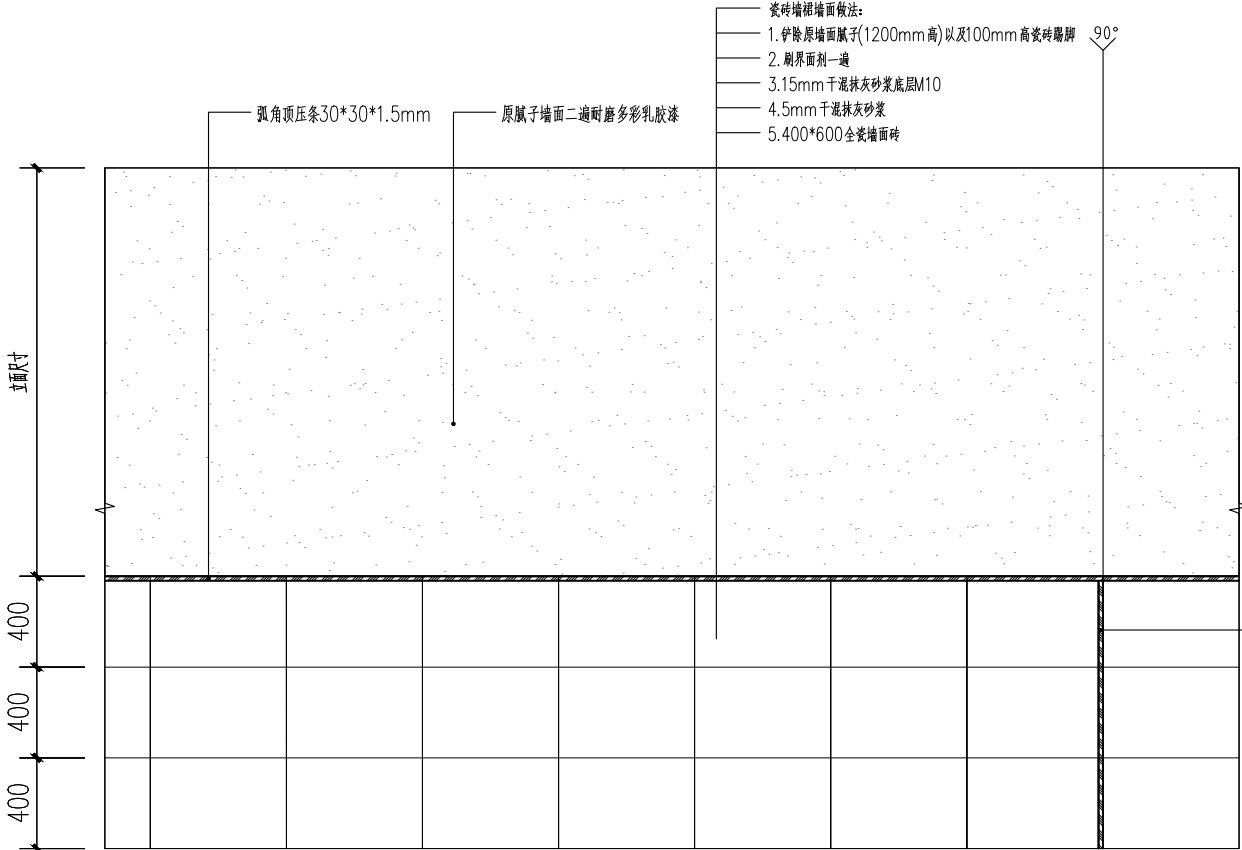 瓷砖墙裙墙面做法:
1.铲除原墙面腻子(1200mm高)以及100mm高瓷砖踢脚
90°
2.刷界面剂一遍
3.15mm干混抹灰砂浆底层M10
4.5mm干混抹灰砂浆
5.400*600全瓷墙面砖
弧角顶压条30*30*1.5mm
原腻子墙面二遍耐磨多彩乳胶漆
立面尺寸
400
400
400